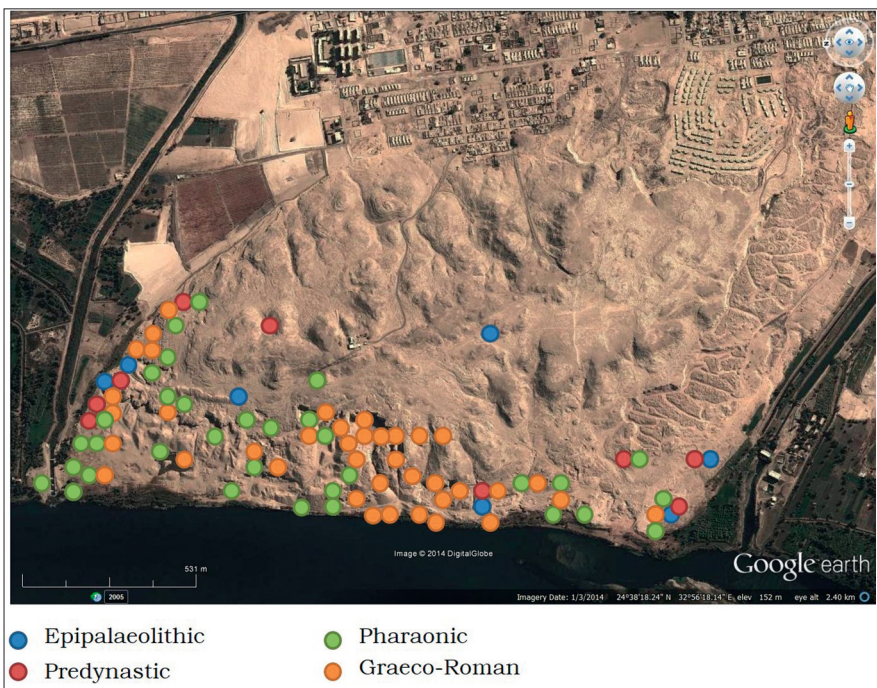 Image © 2014 DigitalGlobe
Google earth
531 m
2005
Imagery Date: 1/3/2014 24°38'18.24" N 32°56'18.14" E elev 152 m eye alt 2.40 km
Epipalaeolithic
Pharaonic
Predynastic
Graeco-Roman